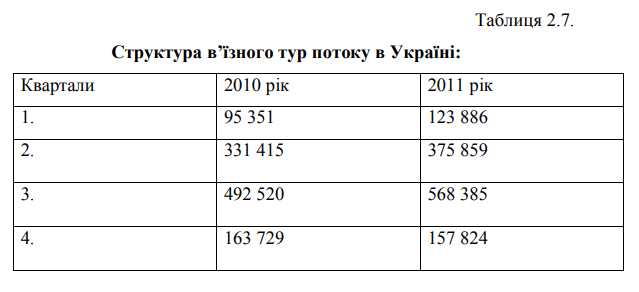 Таблиця 2.7.
Структура в’їзного тур потоку в Україні:
Квартали 2010 рік 2011 рік
1. 95 351 123 886
2. 331 415 375 859
3. 492 520 568 385
4. 163 729 157 824